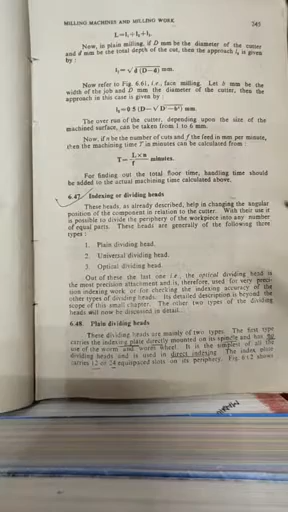 MILLING MACHINES AND MILLING WORK
745
L=l₁+l₂+l₃.
Now, in plain milling, if D mm be the diameter of the cutter
and d mm be the total depth of the cut, then the approach l₁ is given
by :
l₁=√d (D−d) mm.
Now refer to Fig. 6.61, i.e., face milling. Let b mm be the
width of the job and D mm the diameter of the cutter, then the
approach in this case is given by :
=0.5 (D−√D²−b²) mm.
The over run of the cutter, depending upon the size of the
machined surface, can be taken from 1 to 6 mm.
Now, if n be the number of cuts and f the feed in mm per minute,
then the machining time T in minutes can be calculated from :
T= L×n / f minutes.
For finding out the total floor time, handling time should
be added to the actual machining time calculated above.
6.47. Indexing or dividing heads
These heads, as already described, help in changing the angular
position of the component in relation to the cutter. With their use it
is possible to divide the periphery of the workpiece into any number
of equal parts. These heads are generally of the following three
types :
1. Plain dividing head.
2. Universal dividing head.
3. Optical dividing head.
Out of these the last one i.e., the optical dividing head is
the most precision attachment and is, therefore, used for very preci-
sion indexing work or for checking the indexing accuracy of the
other types of dividing heads. Its detailed description is beyond the
scope of this small chapter. The other two types of the dividing
heads will now be discussed in detail.
6.48. Plain dividing heads
These dividing heads are mainly of two types. The first type
carries the indexing plate directly mounted on its spindle and has no
use of the worm and worm wheel. It is the simplest of all the
dividing heads and is used in direct indexing. The index plate
carries 12 or 24 equispaced slots on its periphery. Fig. 6.62 shows